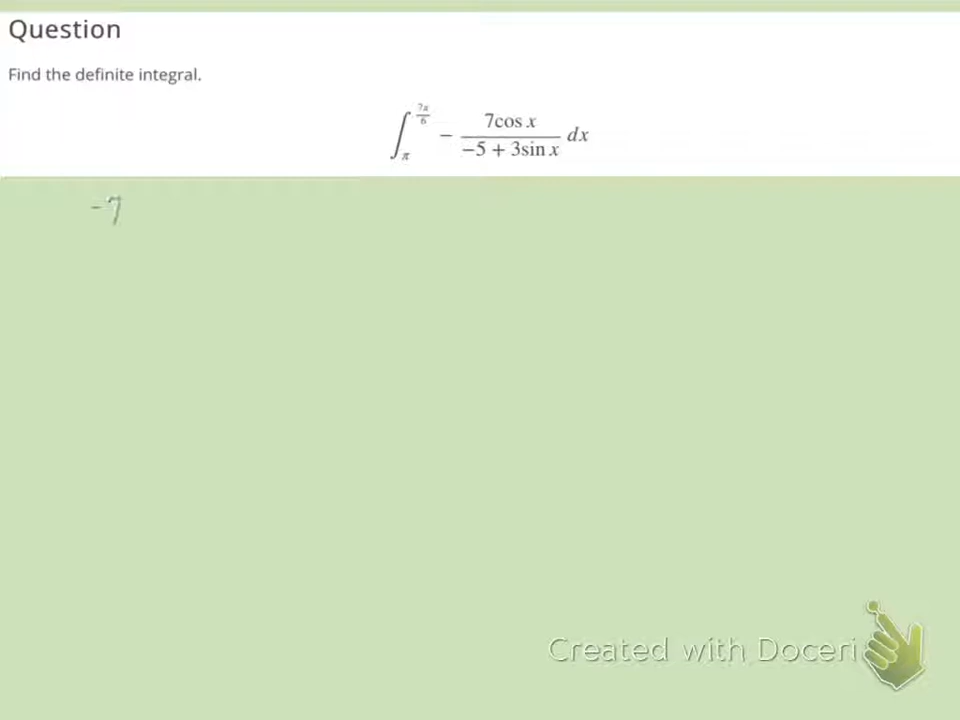 Question
Find the definite integral.
∫_π^{7π/6} − 7cos x / −5 + 3sin x dx
-7
Created with Doceri